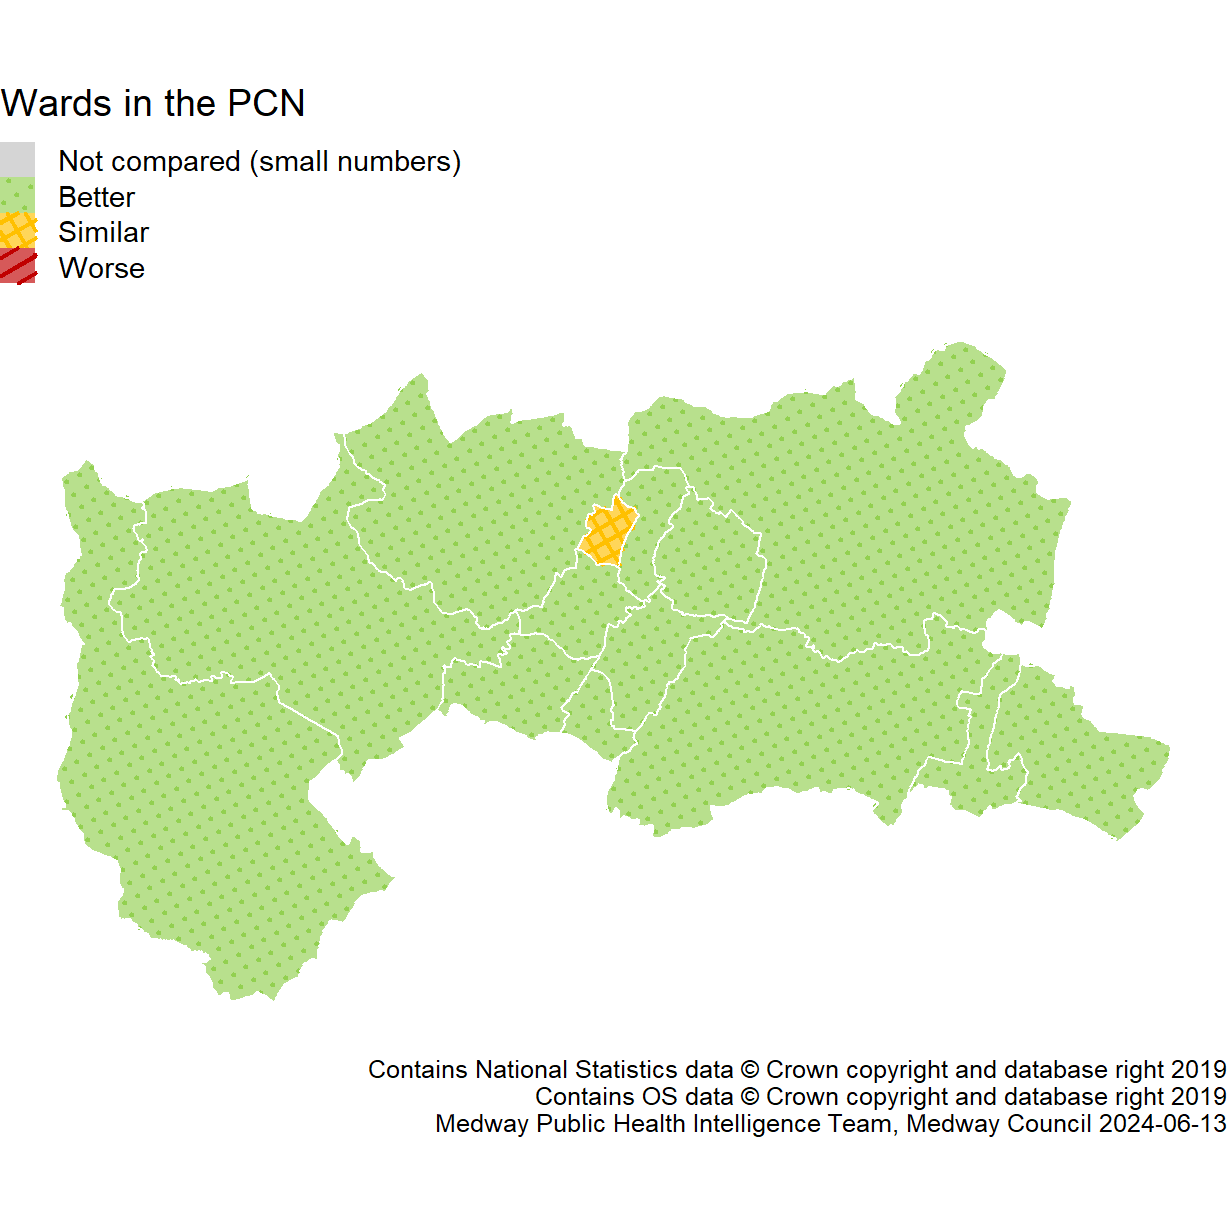 Wards in the PCN
Not compared (small numbers)
Better
Similar
Worse
Contains National Statistics data © Crown copyright and database right 2019
Contains OS data © Crown copyright and database right 2019
Medway Public Health Intelligence Team, Medway Council 2024-06-13